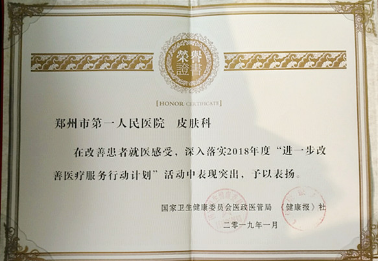 榮譽
證書
[HONOR CERTIFICATE]
郑州市第一人民医院 皮肤科
在改善患者就医感受，深入落实2018年度“进一步改
善医疗服务行动计划”活动中表现突出，予以表扬。
国家卫生健康委员会医政医管局 《健康报》社
二零一九年一月